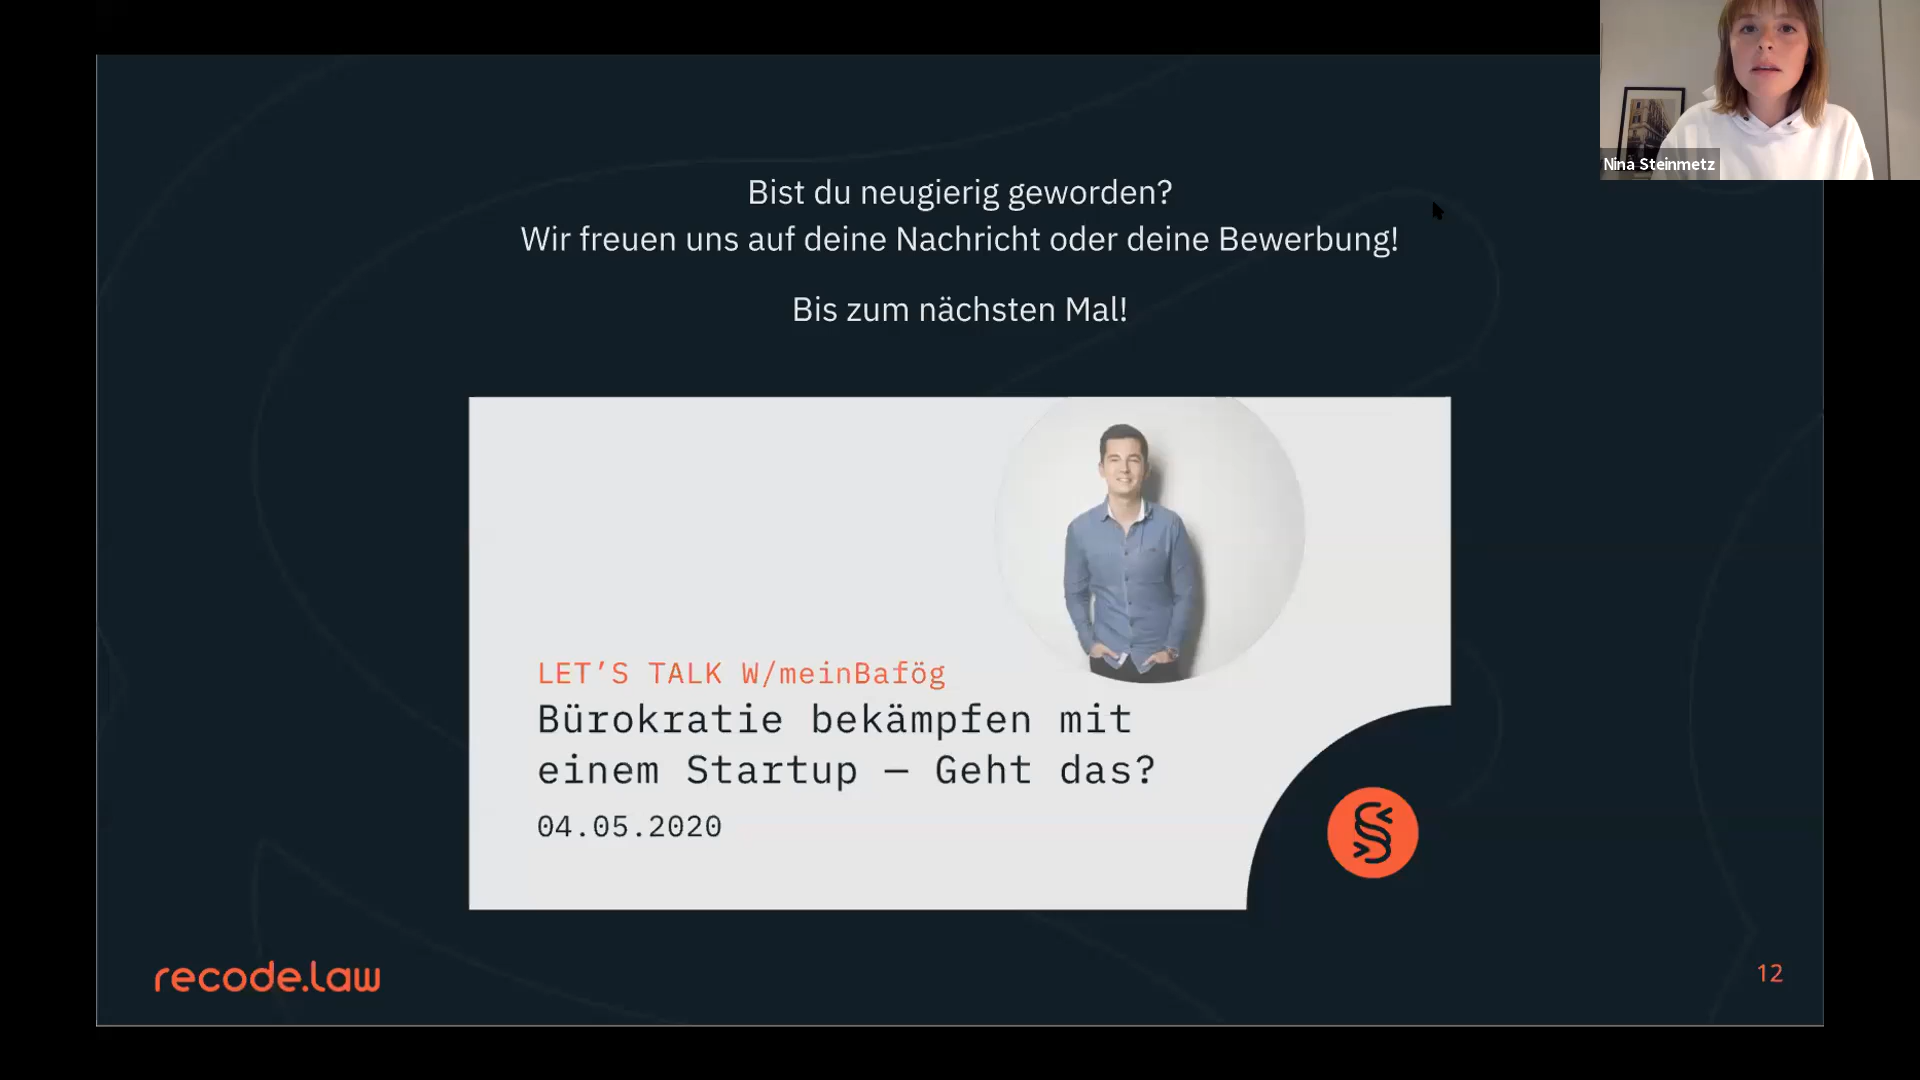 Nina Steinmetz
Bist du neugierig geworden?
Wir freuen uns auf deine Nachricht oder deine Bewerbung!
Bis zum nächsten Mal!
LET’S TALK W/meinBafög
Bürokratie bekämpfen mit
einem Startup – Geht das?
04.05.2020
recode.law
12